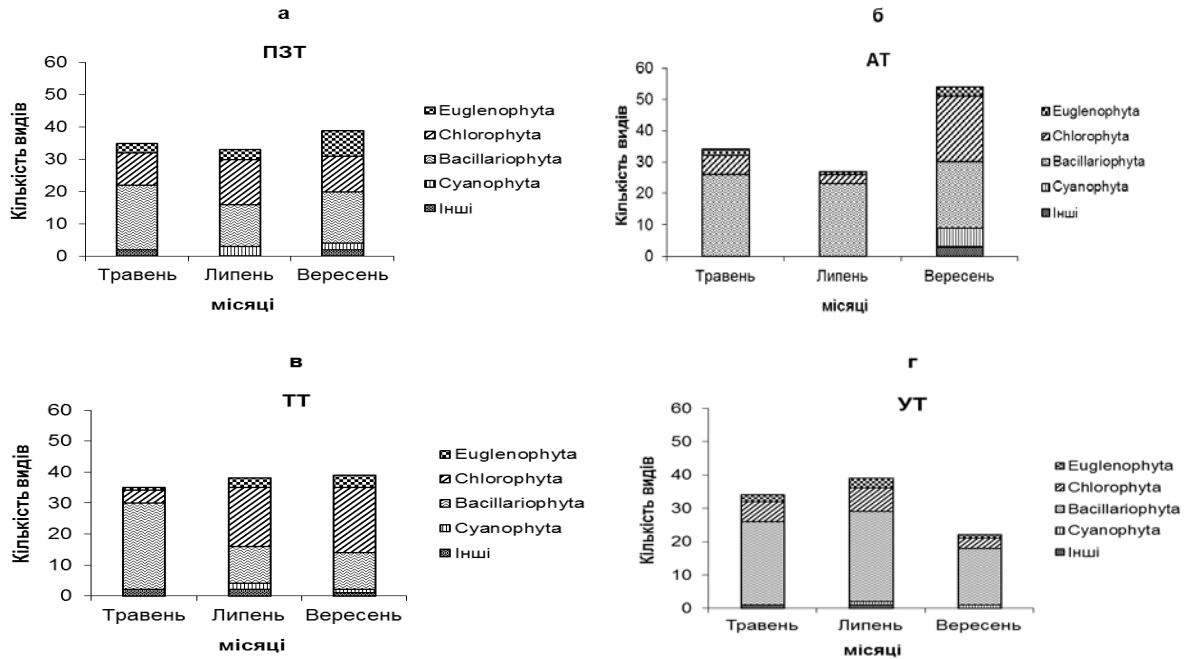 а
ПЗТ
Кількість видів
60
50
40
30
20
10
0
Травень Липень Вересень
місяці
Euglenophyta
Chlorophyta
Bacillariophyta
Cyanophyta
Інші
б
АТ
Кількість видів
60
50
40
30
20
10
0
Травень Липень Вересень
місяці
Euglenophyta
Chlorophyta
Bacillariophyta
Cyanophyta
Інші
в
ТТ
Кількість видів
60
50
40
30
20
10
0
Травень Липень Вересень
місяці
Euglenophyta
Chlorophyta
Bacillariophyta
Cyanophyta
Інші
г
УТ
Кількість видів
60
50
40
30
20
10
0
Травень Липень Вересень
місяці
Euglenophyta
Chlorophyta
Bacillariophyta
Cyanophyta
Інші